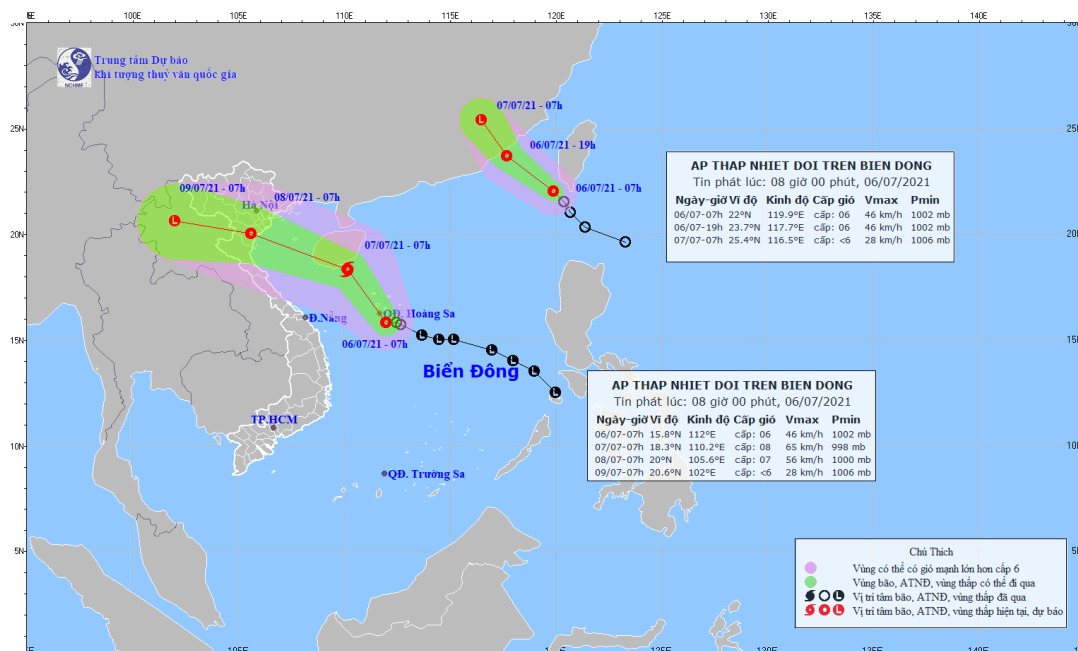 E
100E
105E
110E
115E
120E
125E
130E
135E
140E
Trung tâm Dự báo
khí tượng thuỷ văn quốc gia
NCHMF
07/07/21 - 07h
25N
25N
06/07/21 - 19h
AP THAP NHIET DOI TREN BIEN DONG
Tin phát lúc: 08 giờ 00 phút, 06/07/2021
Ngày-giờ Vĩ độ Kinh độ Cấp gió Vmax Pmin
06/07-07h 22°N 119.9°E cấp: 06 46 km/h 1002 mb
06/07-19h 23.7°N 117.7°E cấp: 06 46 km/h 1002 mb
07/07-07h 25.4°N 116.5°E cấp: <6 28 km/h 1006 mb
09/07/21 - 07h
08/07/21 - 07h
06/07/21 - 07h
Hà Nội
20N
07/07/21 - 07h
QĐ. Hoàng Sa
Đ.Nẵng
06/07/21 - 07h
15N
Biển Đông
AP THAP NHIET DOI TREN BIEN DONG
Tin phát lúc: 08 giờ 00 phút, 06/07/2021
Ngày-giờ Vĩ độ Kinh độ Cấp gió Vmax Pmin
06/07-07h 15.8°N 112°E cấp: 06 46 km/h 1002 mb
07/07-07h 18.3°N 110.2°E cấp: 08 65 km/h 998 mb
08/07-07h 20°N 105.6°E cấp: 07 56 km/h 1000 mb
09/07-07h 20.6°N 102°E cấp: <6 28 km/h 1006 mb
TP.HCM
10N
QĐ. Trường Sa
5N
Chú Thích
Vùng có thể có gió mạnh lớn hơn cấp 6
Vùng bão, ATNĐ, vùng thấp có thể đi qua
Vị trí tâm bão, ATNĐ, vùng thấp đã qua
Vị trí tâm bão, ATNĐ, vùng thấp hiện tại, dự báo
105E
125E
130E
135E
140E